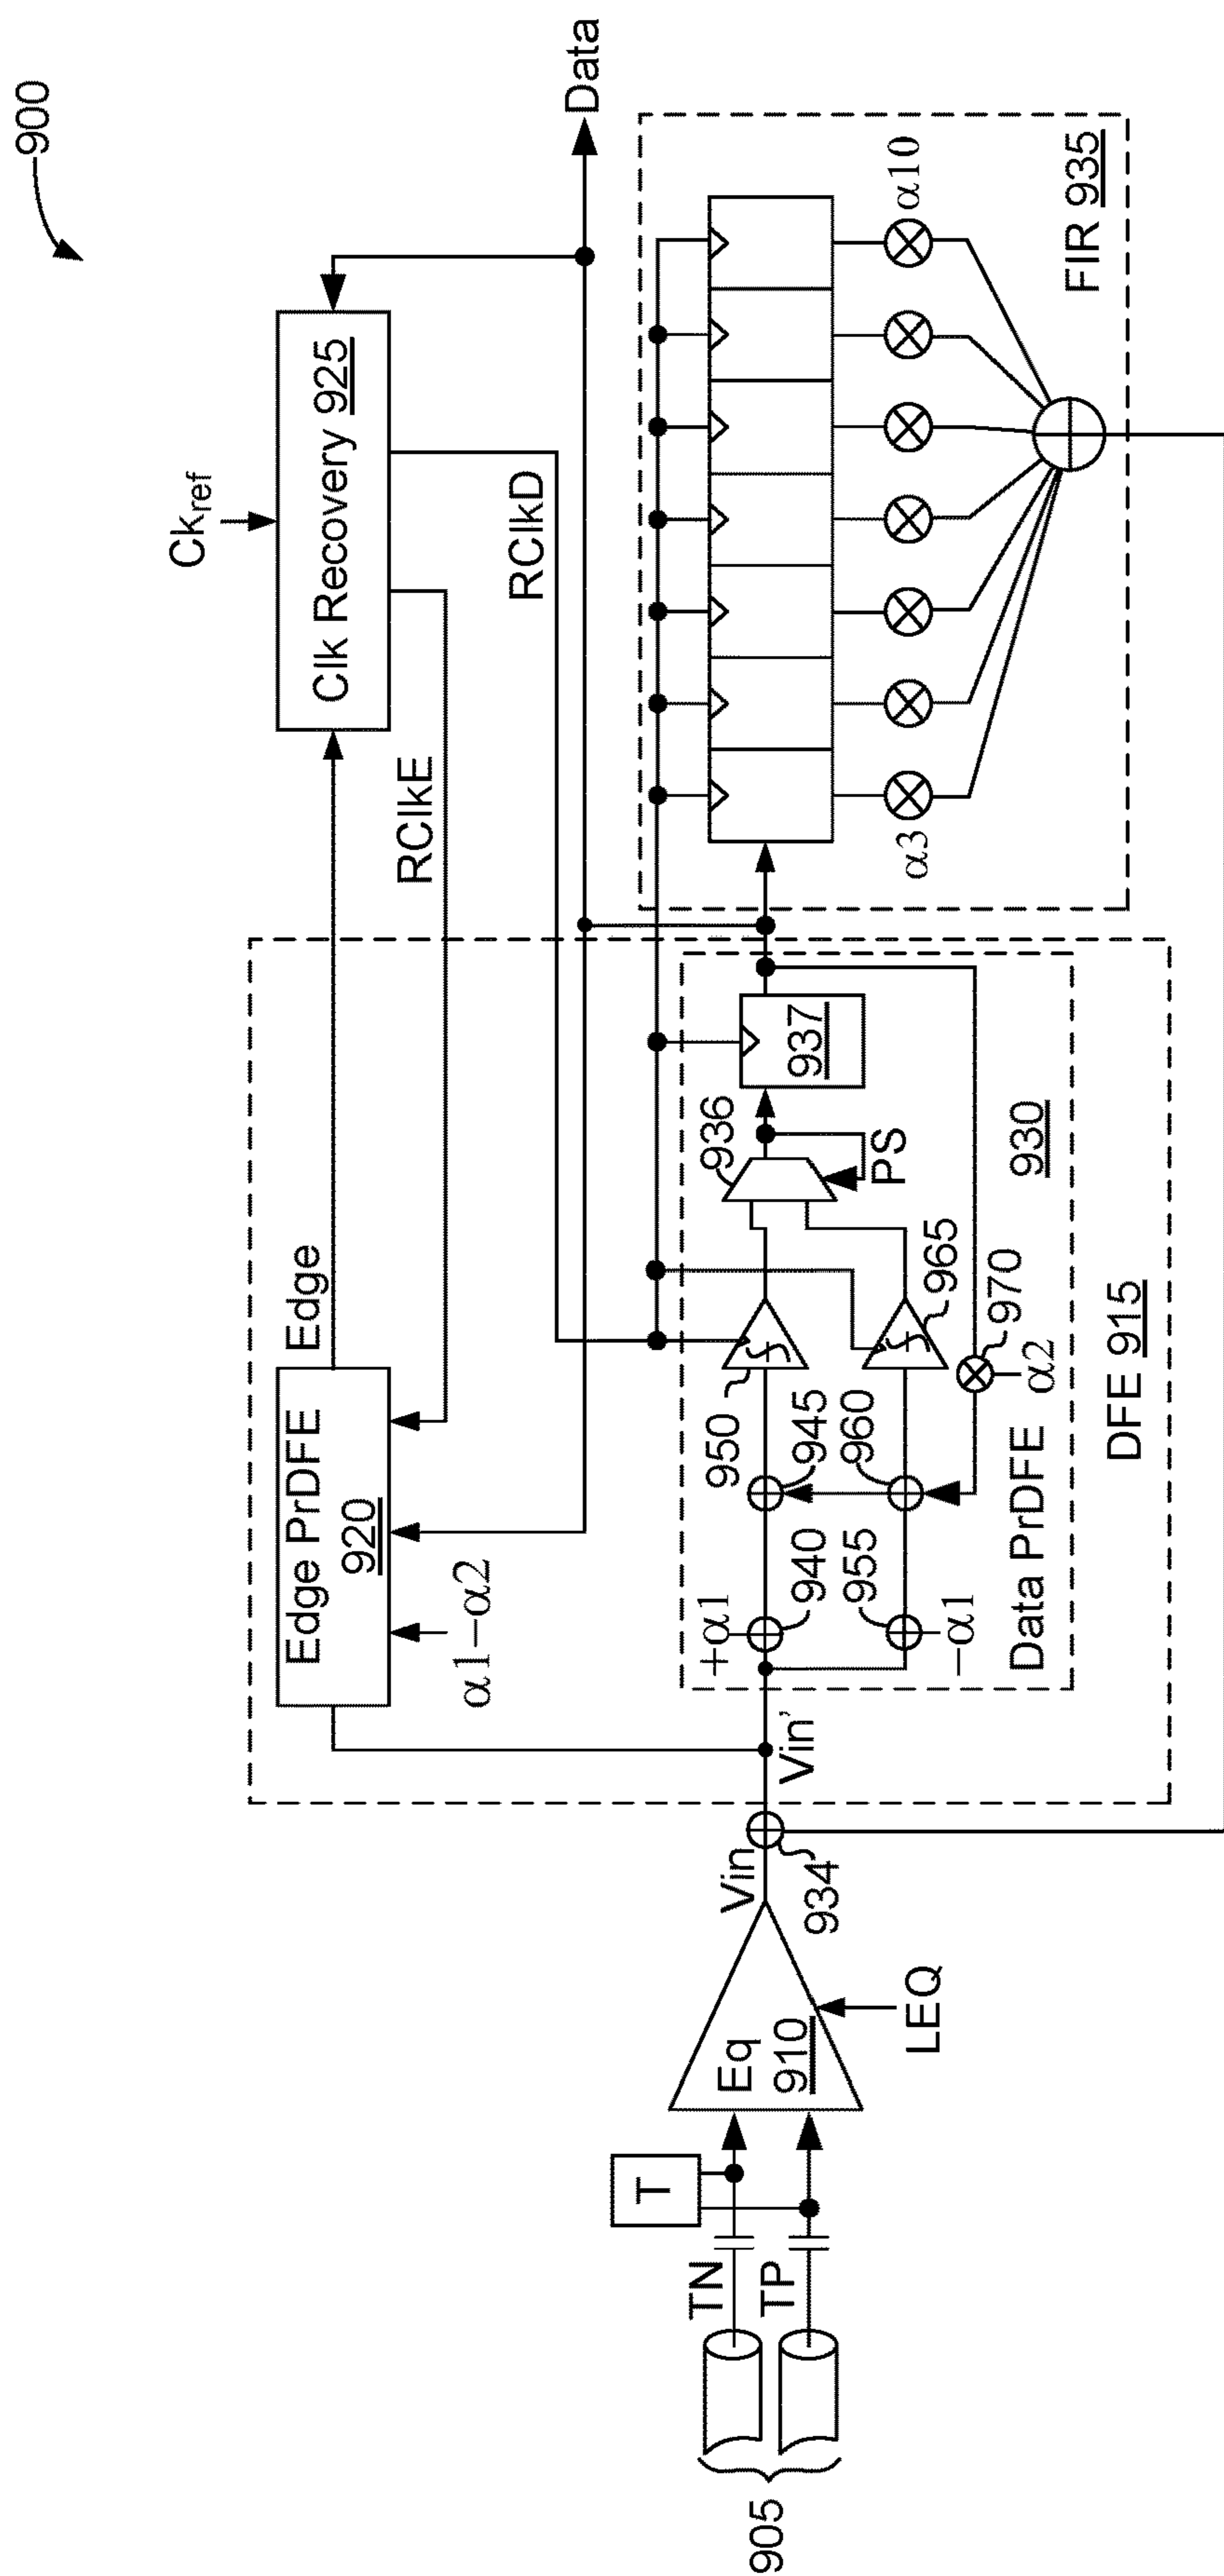 900
Ck ref
Clk Recovery 925
Edge
Edge PrDFE
920
α1–α2
RClkE
RClkD
Data
Vin
Vin'
934
+α1
940
945
950
955
960
965
–α1
936
937
PS
970
α2
930
Data PrDFE
DFE 915
α3
α10
FIR 935
T
TN
TP
905
Eq
910
LEQ